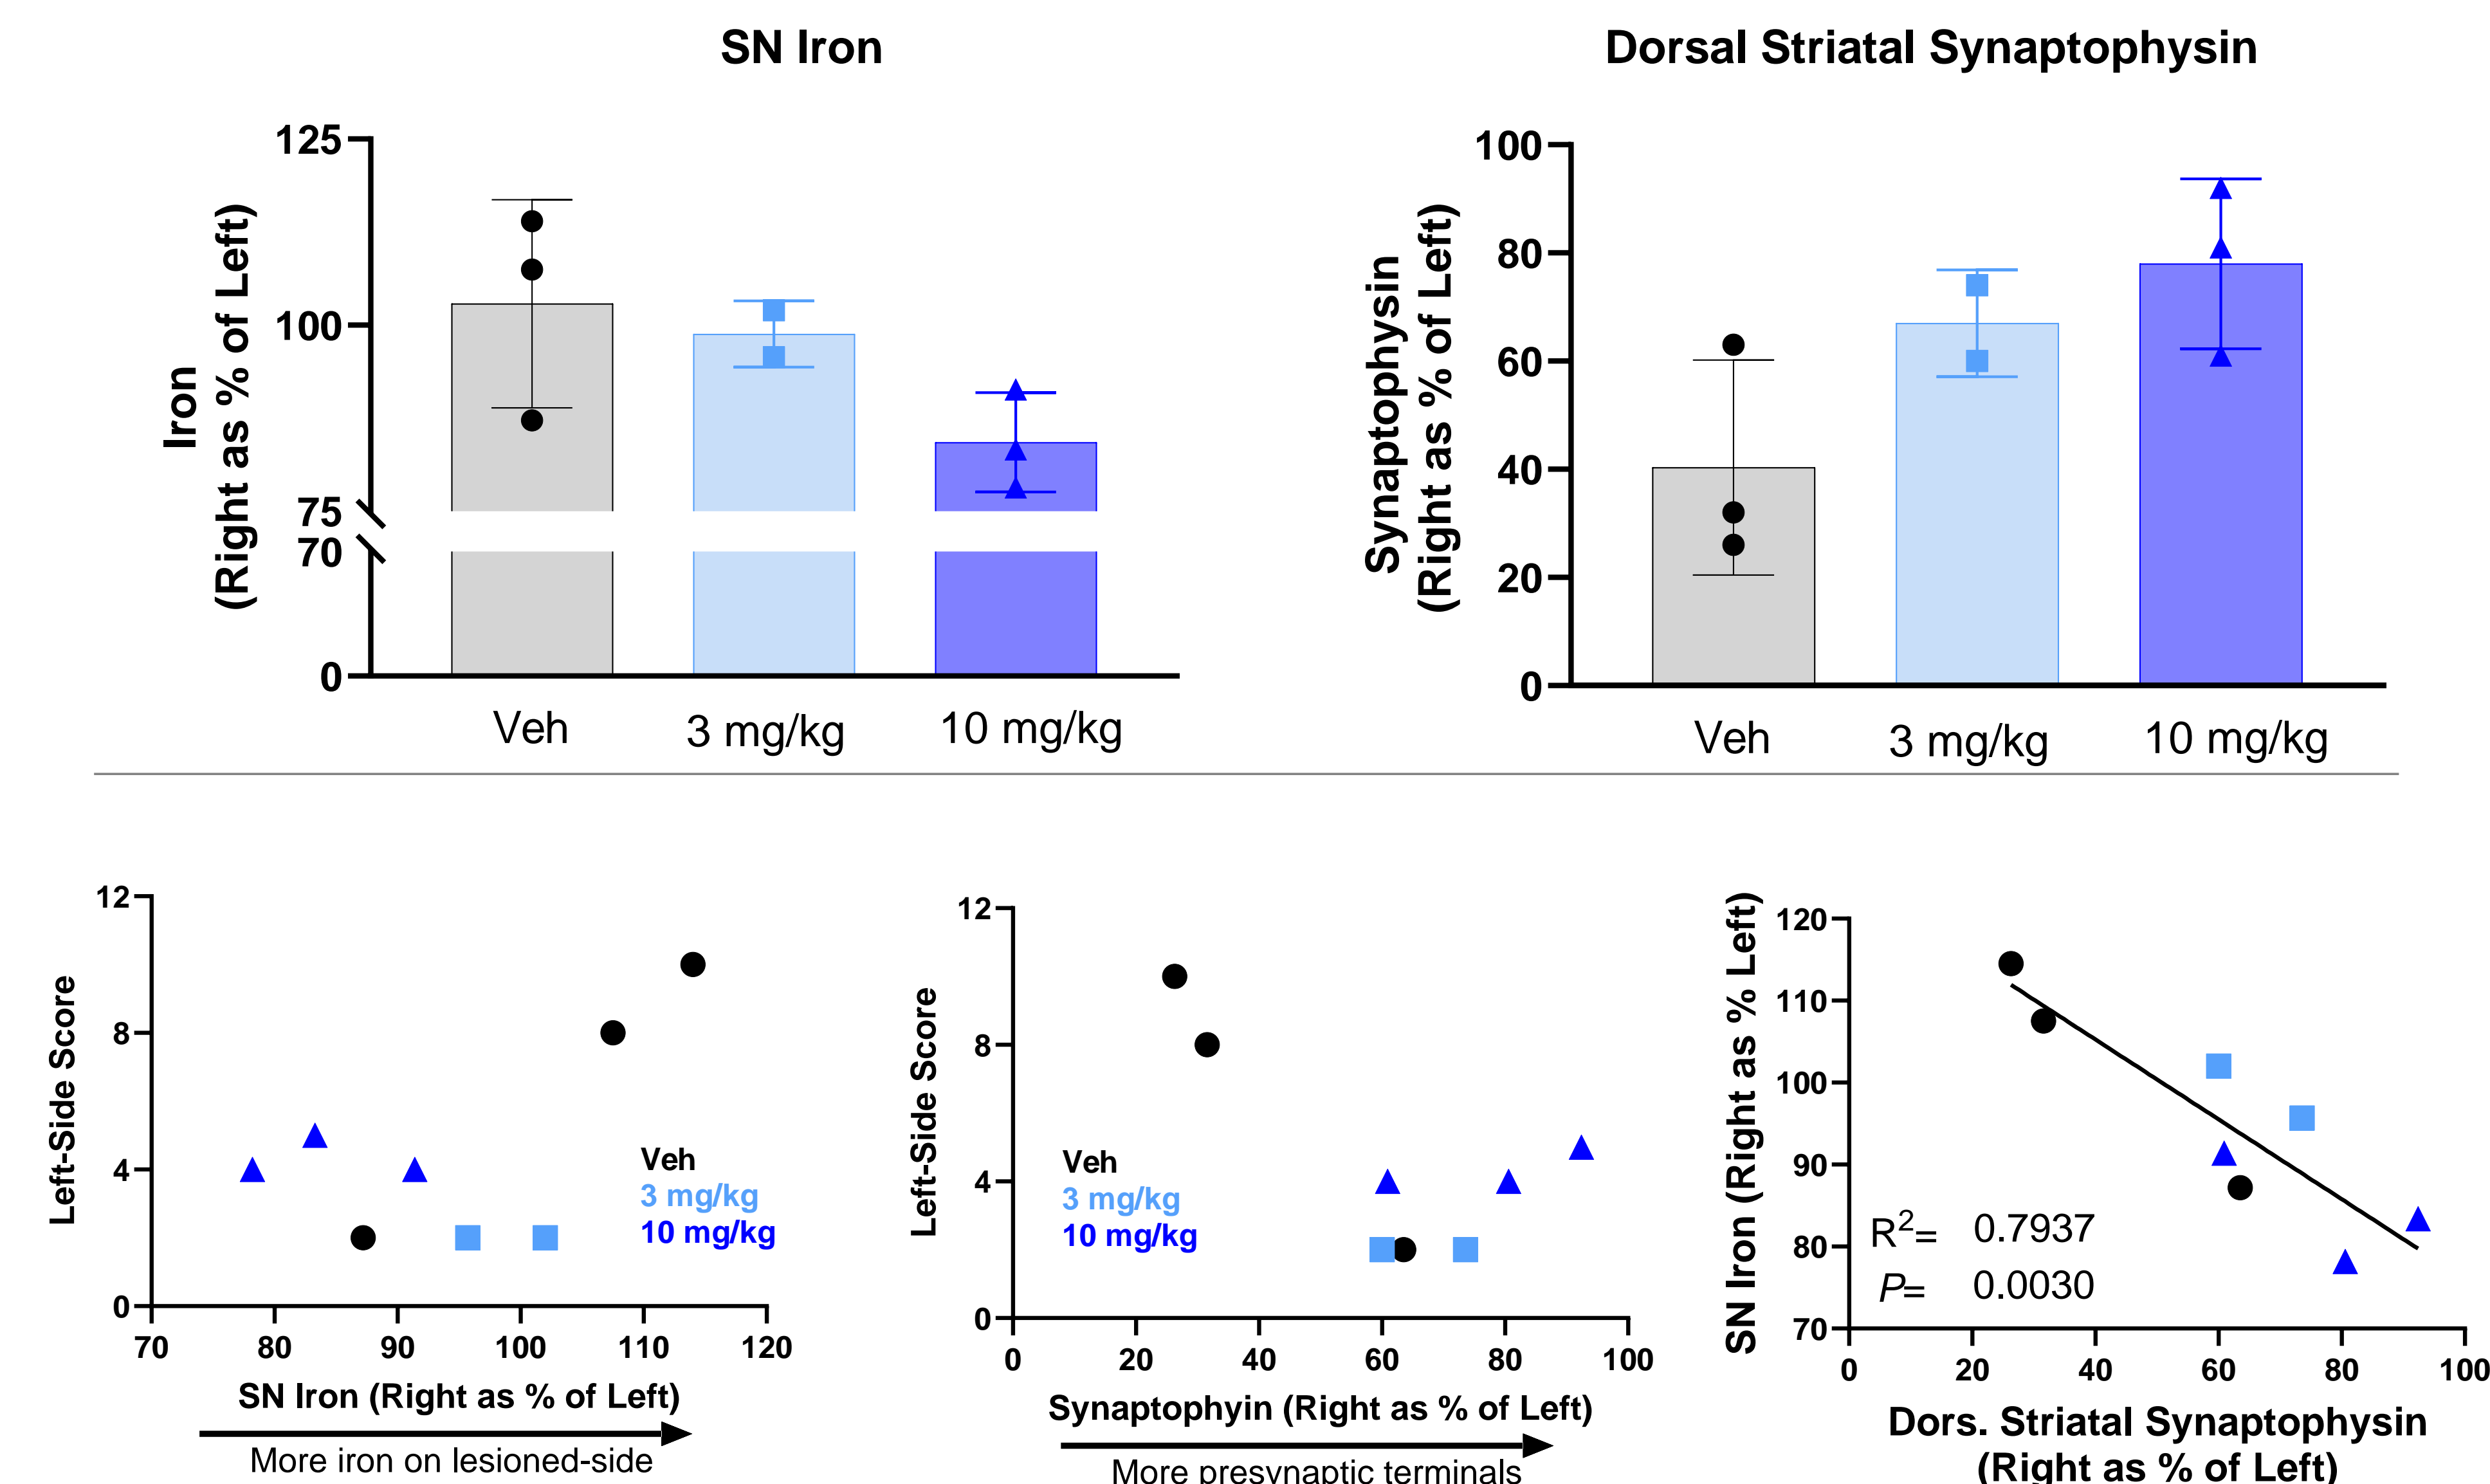 SN Iron
Iron
(Right as % of Left)
125
100
75
70
0
Veh
3 mg/kg
10 mg/kg
Dorsal Striatal Synaptophysin
Synaptophysin
(Right as % of Left)
100
80
60
40
20
0
Veh
3 mg/kg
10 mg/kg
Left-Side Score
12
8
4
0
Veh
3 mg/kg
10 mg/kg
70 80 90 100 110 120
SN Iron (Right as % of Left)
More iron on lesioned-side
Left-Side Score
12
8
4
0
Veh
3 mg/kg
10 mg/kg
0 20 40 60 80 100
Synaptophyin (Right as % of Left)
More presynaptic terminals
SN Iron (Right as % Left)
120
110
100
90
80
70
R²= 0.7937
P= 0.0030
0 20 40 60 80 100
Dors. Striatal Synaptophysin
(Right as % of Left)